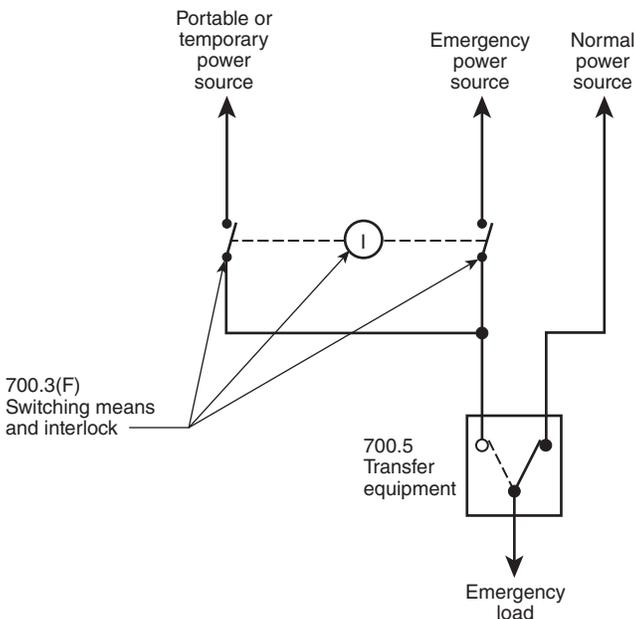 Portable or
temporary
power
source
Emergency
power
source
Normal
power
source
I
700.3(F)
Switching means
and interlock
700.5
Transfer
equipment
Emergency
load